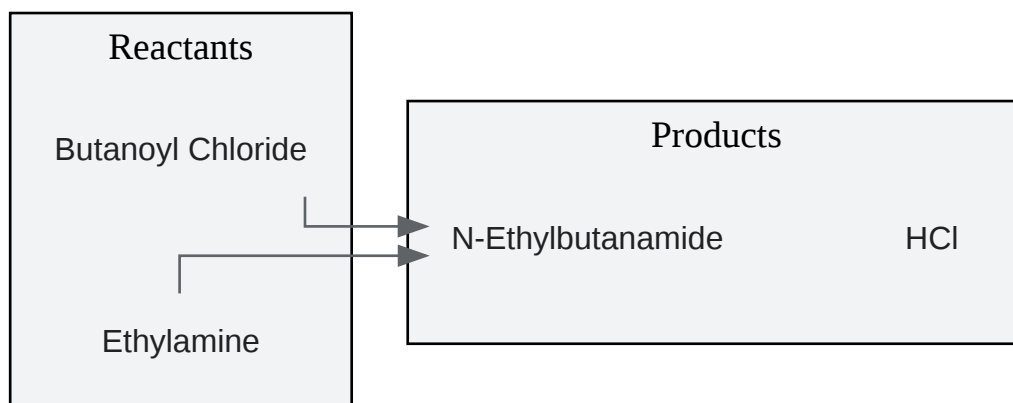 Reactants
Butanoyl Chloride
Ethylamine
Products
N-Ethylbutanamide
HCl